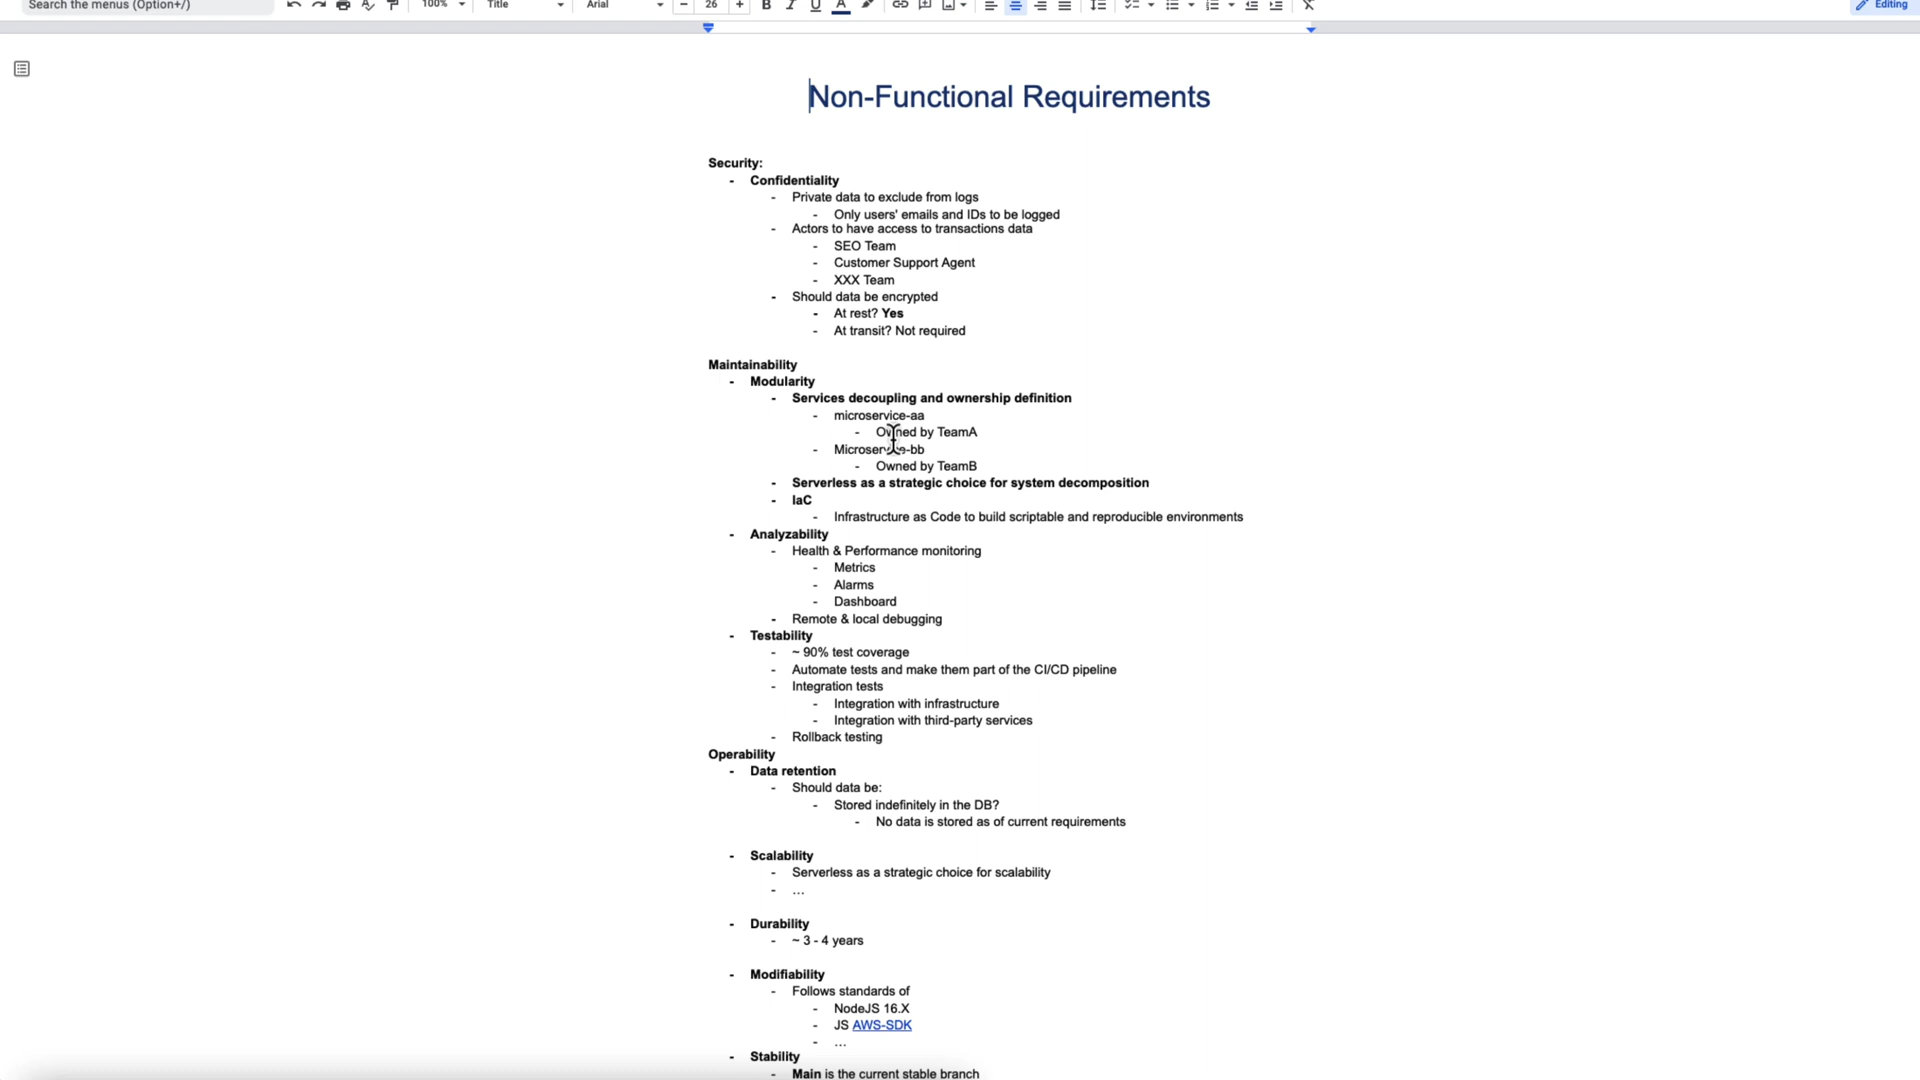 Search the menus (Option+/) 100% Title Arial − 26 + B I U A Editing
Non-Functional Requirements
Security:
- Confidentiality
- Private data to exclude from logs
- Only users' emails and IDs to be logged
- Actors to have access to transactions data
- SEO Team
- Customer Support Agent
- XXX Team
- Should data be encrypted
- At rest? Yes
- At transit? Not required
Maintainability
- Modularity
- Services decoupling and ownership definition
- microservice-aa
- Owned by TeamA
- Microservice-bb
- Owned by TeamB
- Serverless as a strategic choice for system decomposition
- IaC
- Infrastructure as Code to build scriptable and reproducible environments
- Analyzability
- Health & Performance monitoring
- Metrics
- Alarms
- Dashboard
- Remote & local debugging
- Testability
- ~ 90% test coverage
- Automate tests and make them part of the CI/CD pipeline
- Integration tests
- Integration with infrastructure
- Integration with third-party services
- Rollback testing
Operability
- Data retention
- Should data be:
- Stored indefinitely in the DB?
- No data is stored as of current requirements
- Scalability
- Serverless as a strategic choice for scalability
- ...
- Durability
- ~ 3 - 4 years
- Modifiability
- Follows standards of
- NodeJS 16.X
- JS AWS-SDK
- ...
- Stability
- Main is the current stable branch